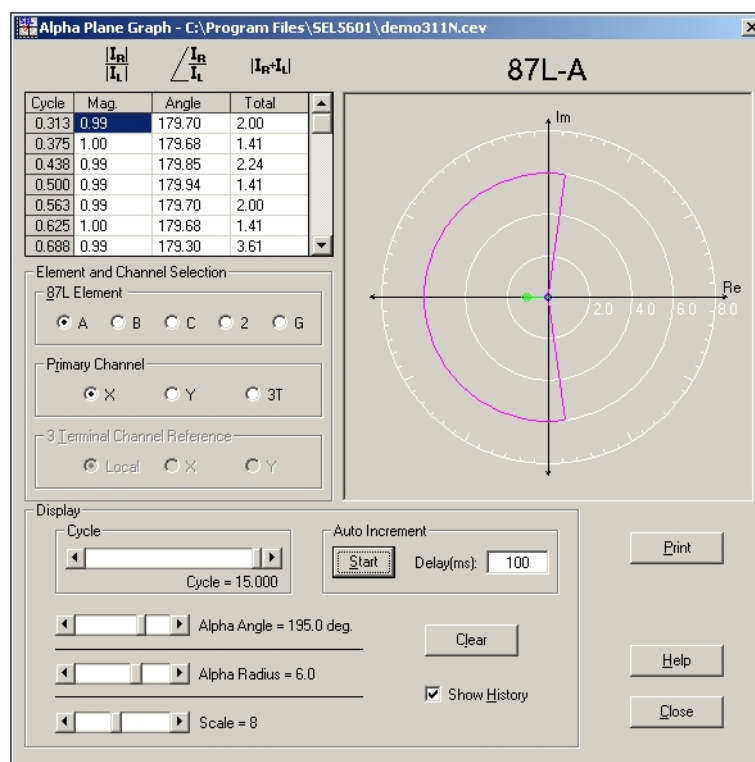 Alpha Plane Graph - C:\Program Files\SEL5601\demo311N.cev
|I_R| / |I_L| ∠ I_R / I_L |I_R+I_L|
87L-A
Cycle Mag. Angle Total
0.313 0.99 179.70 2.00
0.375 1.00 179.68 1.41
0.438 0.99 179.85 2.24
0.500 0.99 179.94 1.41
0.563 0.99 179.70 2.00
0.625 1.00 179.68 1.41
0.688 0.99 179.30 3.61
Im
Re
2.0 4.0 6.0 8.0
Element and Channel Selection
87L Element
A B C 2 G
Primary Channel
X Y 3T
3 Terminal Channel Reference
Local X Y
Display
Cycle
Cycle = 15.000
Auto Increment
Start Delay(ms): 100
Alpha Angle = 195.0 deg.
Alpha Radius = 6.0
Scale = 8
Clear
Show History
Print
Help
Close